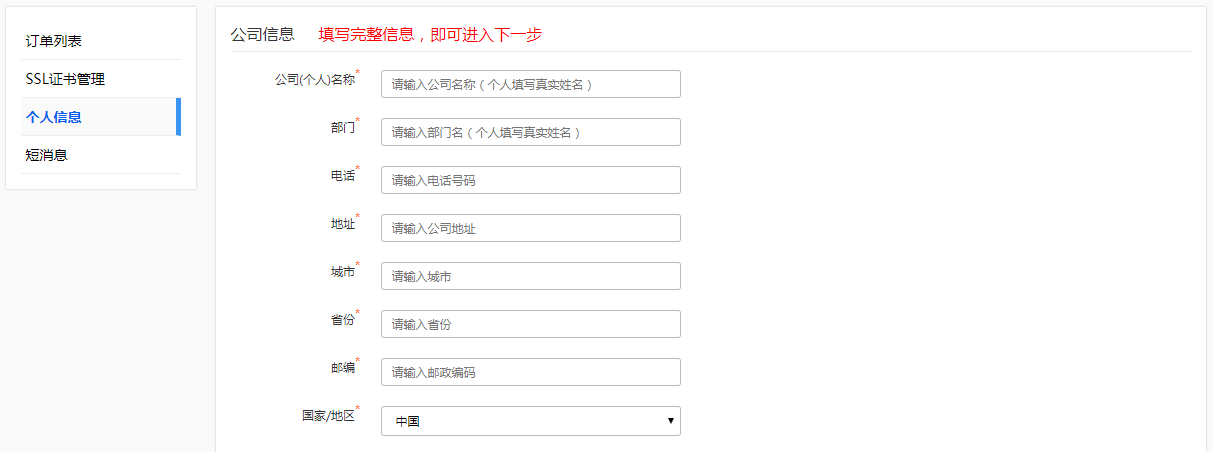 订单列表
SSL证书管理
个人信息
短消息
公司信息 填写完整信息，即可进入下一步
公司(个人)名称* 请输入公司名称（个人填写真实姓名）
部门* 请输入部门名（个人填写真实姓名）
电话* 请输入电话号码
地址* 请输入公司地址
城市* 请输入城市
省份* 请输入省份
邮编* 请输入邮政编码
国家/地区* 中国